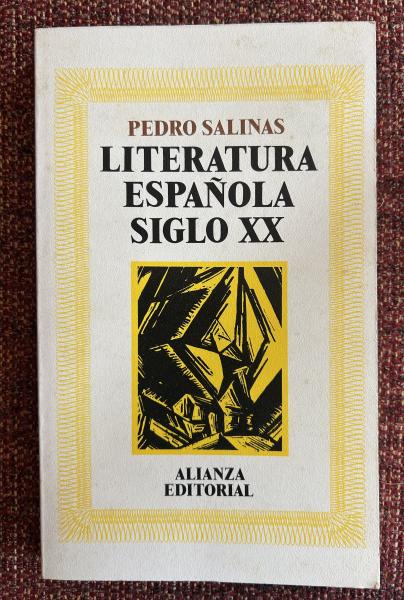 PEDRO SALINAS
LITERATURA
ESPAÑOLA
SIGLO XX
ALIANZA
EDITORIAL